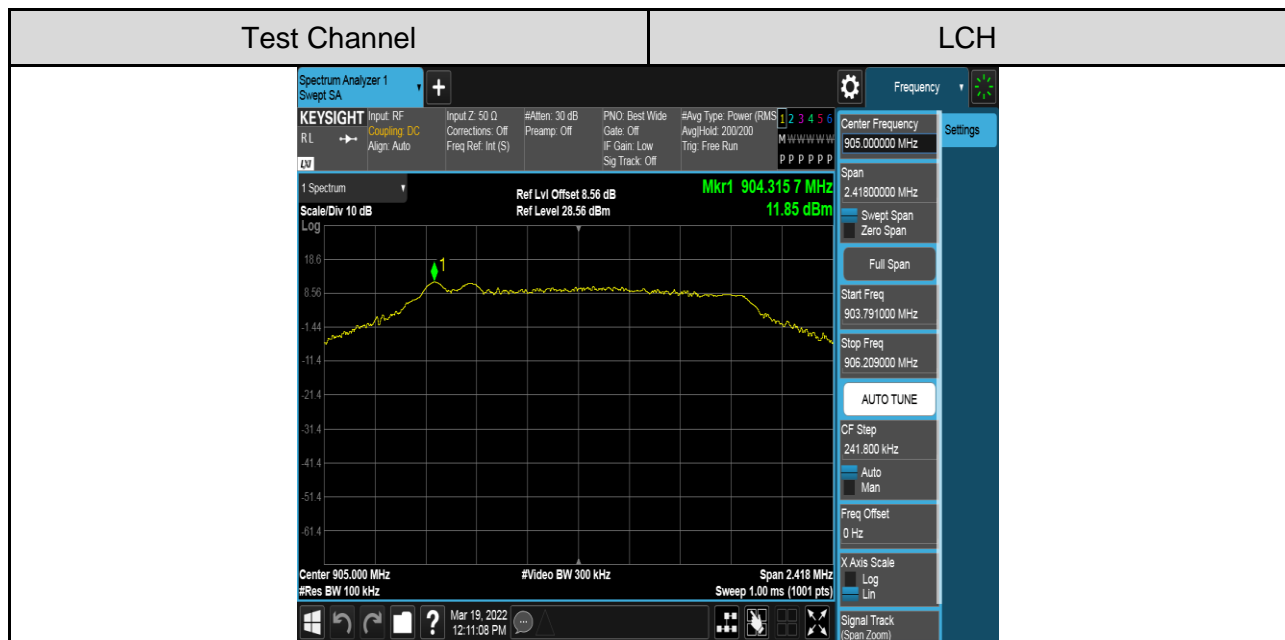 Test Channel LCH
Spectrum Analyzer 1
Swept SA
+
Frequency
KEYSIGHT
RL
LXI
Input: RF
Coupling: DC
Align: Auto
Input Z: 50 Ω
Corrections: Off
Freq Ref: Int (S)
#Atten: 30 dB
Preamp: Off
PNO: Best Wide
Gate: Off
IF Gain: Low
Sig Track: Off
#Avg Type: Power (RMS
Avg|Hold: 200/200
Trig: Free Run
1 2 3 4 5 6
M W W W W W
P P P P P P
1 Spectrum
Scale/Div 10 dB
Log
Ref Lvl Offset 8.56 dB
Ref Level 28.56 dBm
Mkr1 904.315 7 MHz
11.85 dBm
1
18.6
8.56
-1.44
-11.4
-21.4
-31.4
-41.4
-51.4
-61.4
Center 905.000 MHz
#Res BW 100 kHz
#Video BW 300 kHz
Span 2.418 MHz
Sweep 1.00 ms (1001 pts)
?
Mar 19, 2022
12:11:08 PM
Center Frequency
905.000000 MHz
Settings
Span
2.41800000 MHz
Swept Span
Zero Span
Full Span
Start Freq
903.791000 MHz
Stop Freq
906.209000 MHz
AUTO TUNE
CF Step
241.800 kHz
Auto
Man
Freq Offset
0 Hz
X Axis Scale
Log
Lin
Signal Track
(Span Zoom)